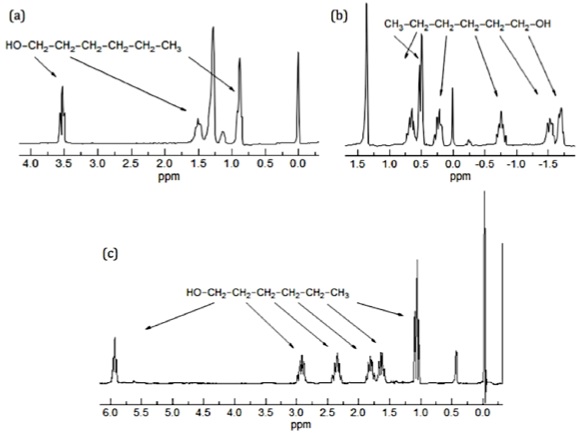 (a)
HO-CH₂-CH₂-CH₂-CH₂-CH₂-CH₃
4.0 3.5 3.0 2.5 2.0 1.5 1.0 0.5 0.0
ppm
(b)
CH₃-CH₂-CH₂-CH₂-CH₂-CH₂-OH
1.5 1.0 0.5 0.0 -0.5 -1.0 -1.5
ppm
(c)
HO-CH₂-CH₂-CH₂-CH₂-CH₂-CH₃
6.0 5.5 5.0 4.5 4.0 3.5 3.0 2.5 2.0 1.5 1.0 0.5 0.0
ppm